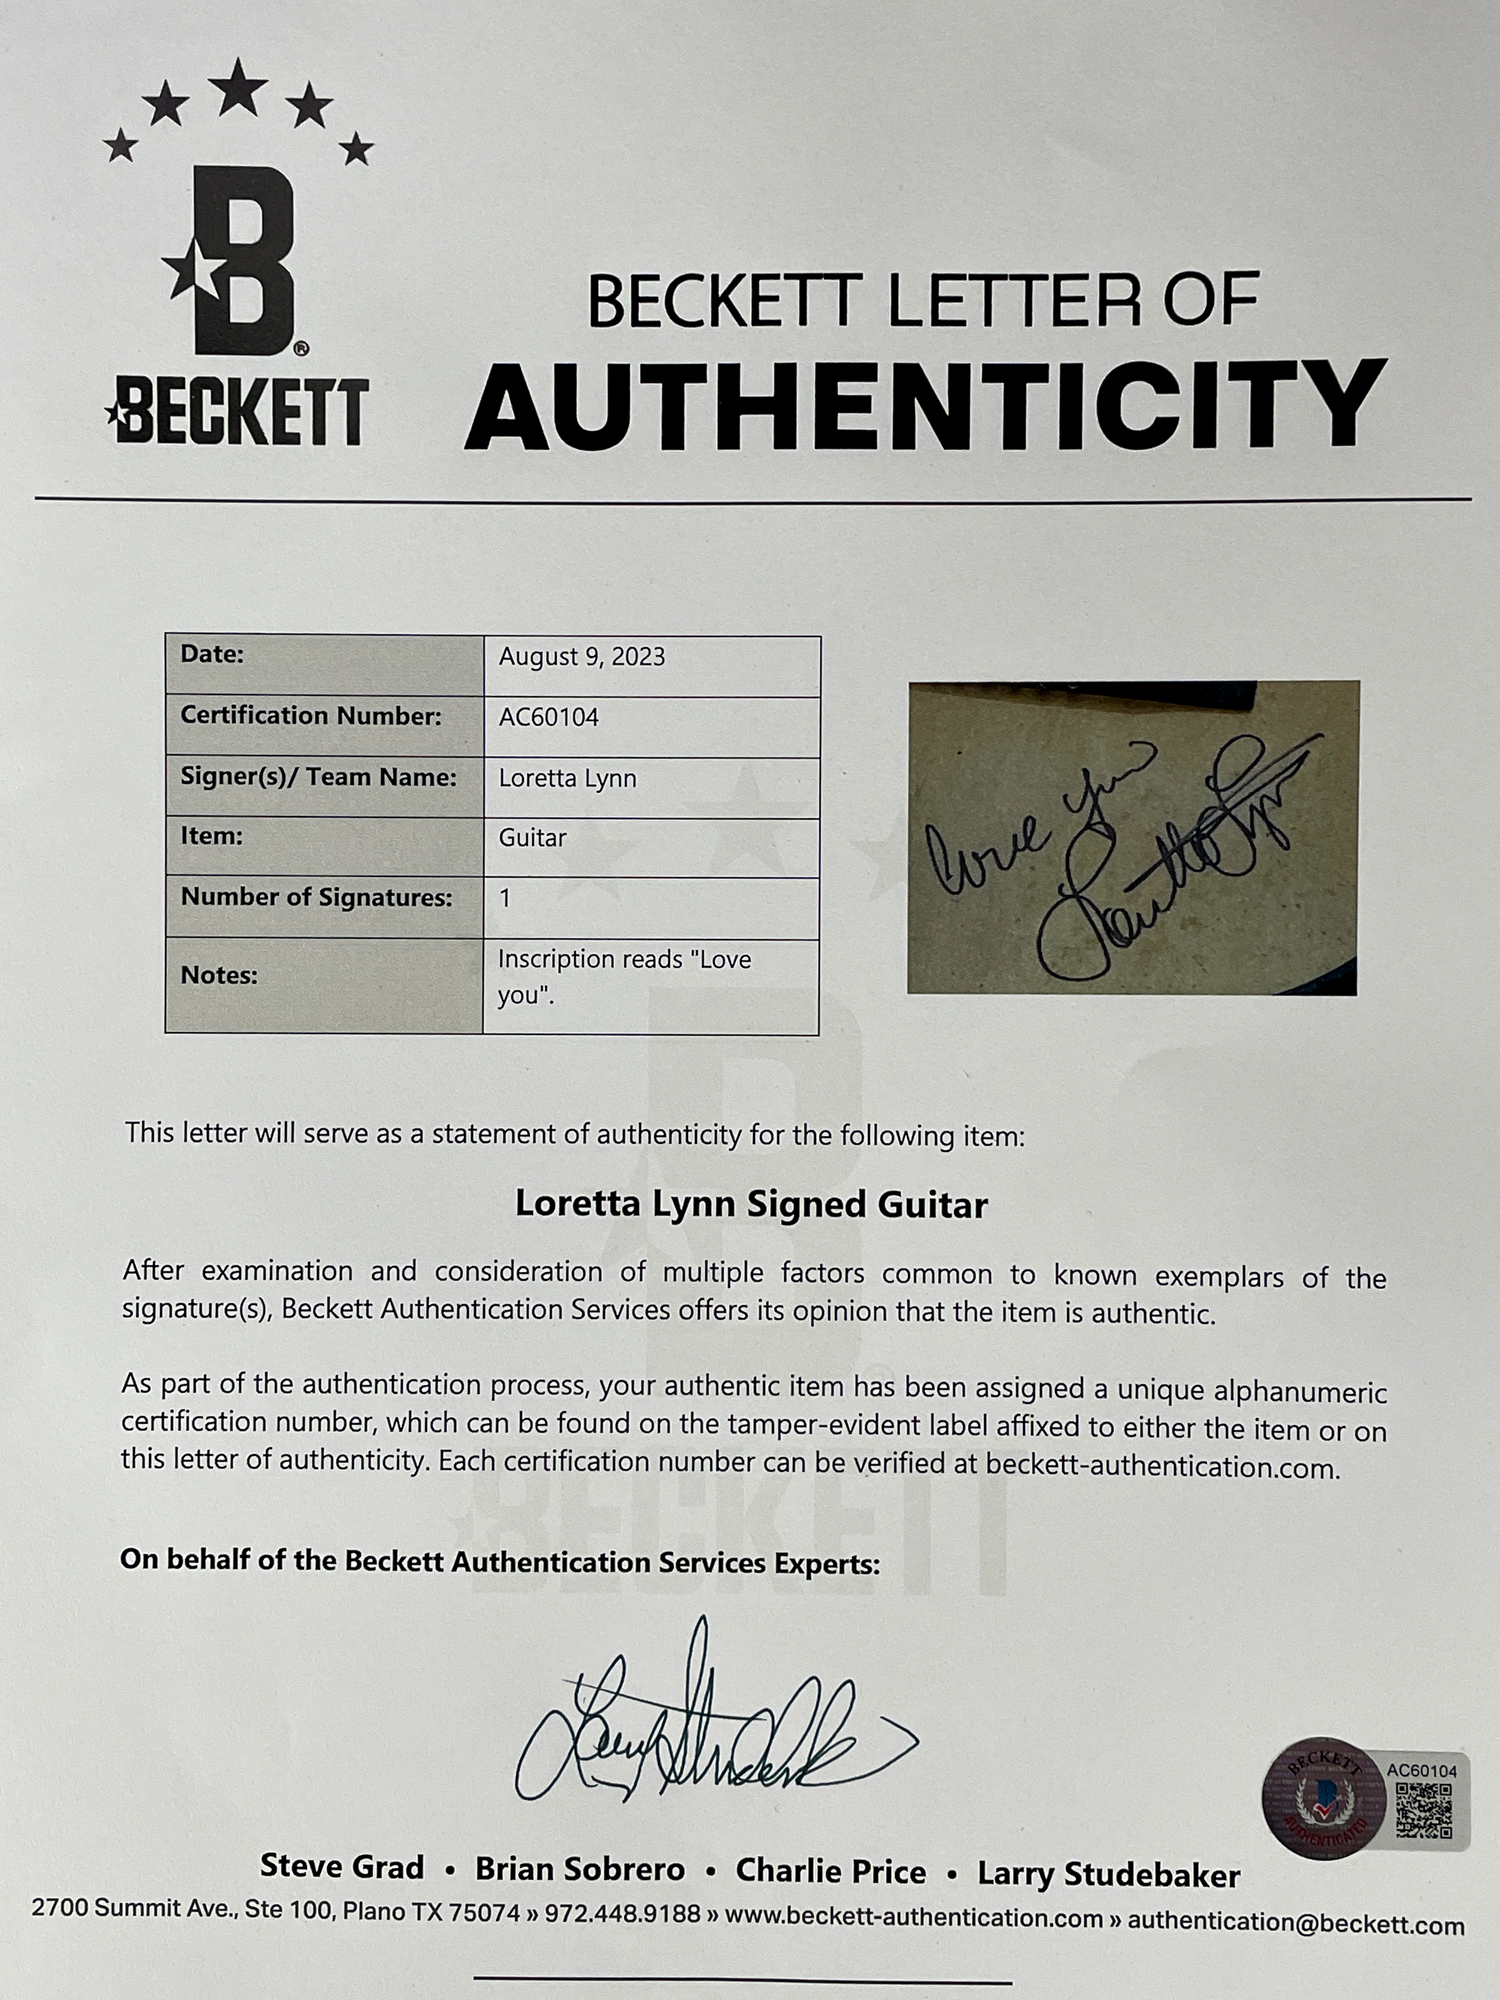 B®
BECKETT
BECKETT LETTER OF
AUTHENTICITY
Date: August 9, 2023
Certification Number: AC60104
Signer(s)/ Team Name: Loretta Lynn
Item: Guitar
Number of Signatures: 1
Notes: Inscription reads "Love
you".
Love you
Loretta Lynn
This letter will serve as a statement of authenticity for the following item:
Loretta Lynn Signed Guitar
After examination and consideration of multiple factors common to known exemplars of the
signature(s), Beckett Authentication Services offers its opinion that the item is authentic.
As part of the authentication process, your authentic item has been assigned a unique alphanumeric
certification number, which can be found on the tamper-evident label affixed to either the item or on
this letter of authenticity. Each certification number can be verified at beckett-authentication.com.
BECKETT
On behalf of the Beckett Authentication Services Experts:
Larry Studebaker
BECKETT
AUTHENTICATED
AC60104
Steve Grad • Brian Sobrero • Charlie Price • Larry Studebaker
2700 Summit Ave., Ste 100, Plano TX 75074 » 972.448.9188 » www.beckett-authentication.com » authentication@beckett.com